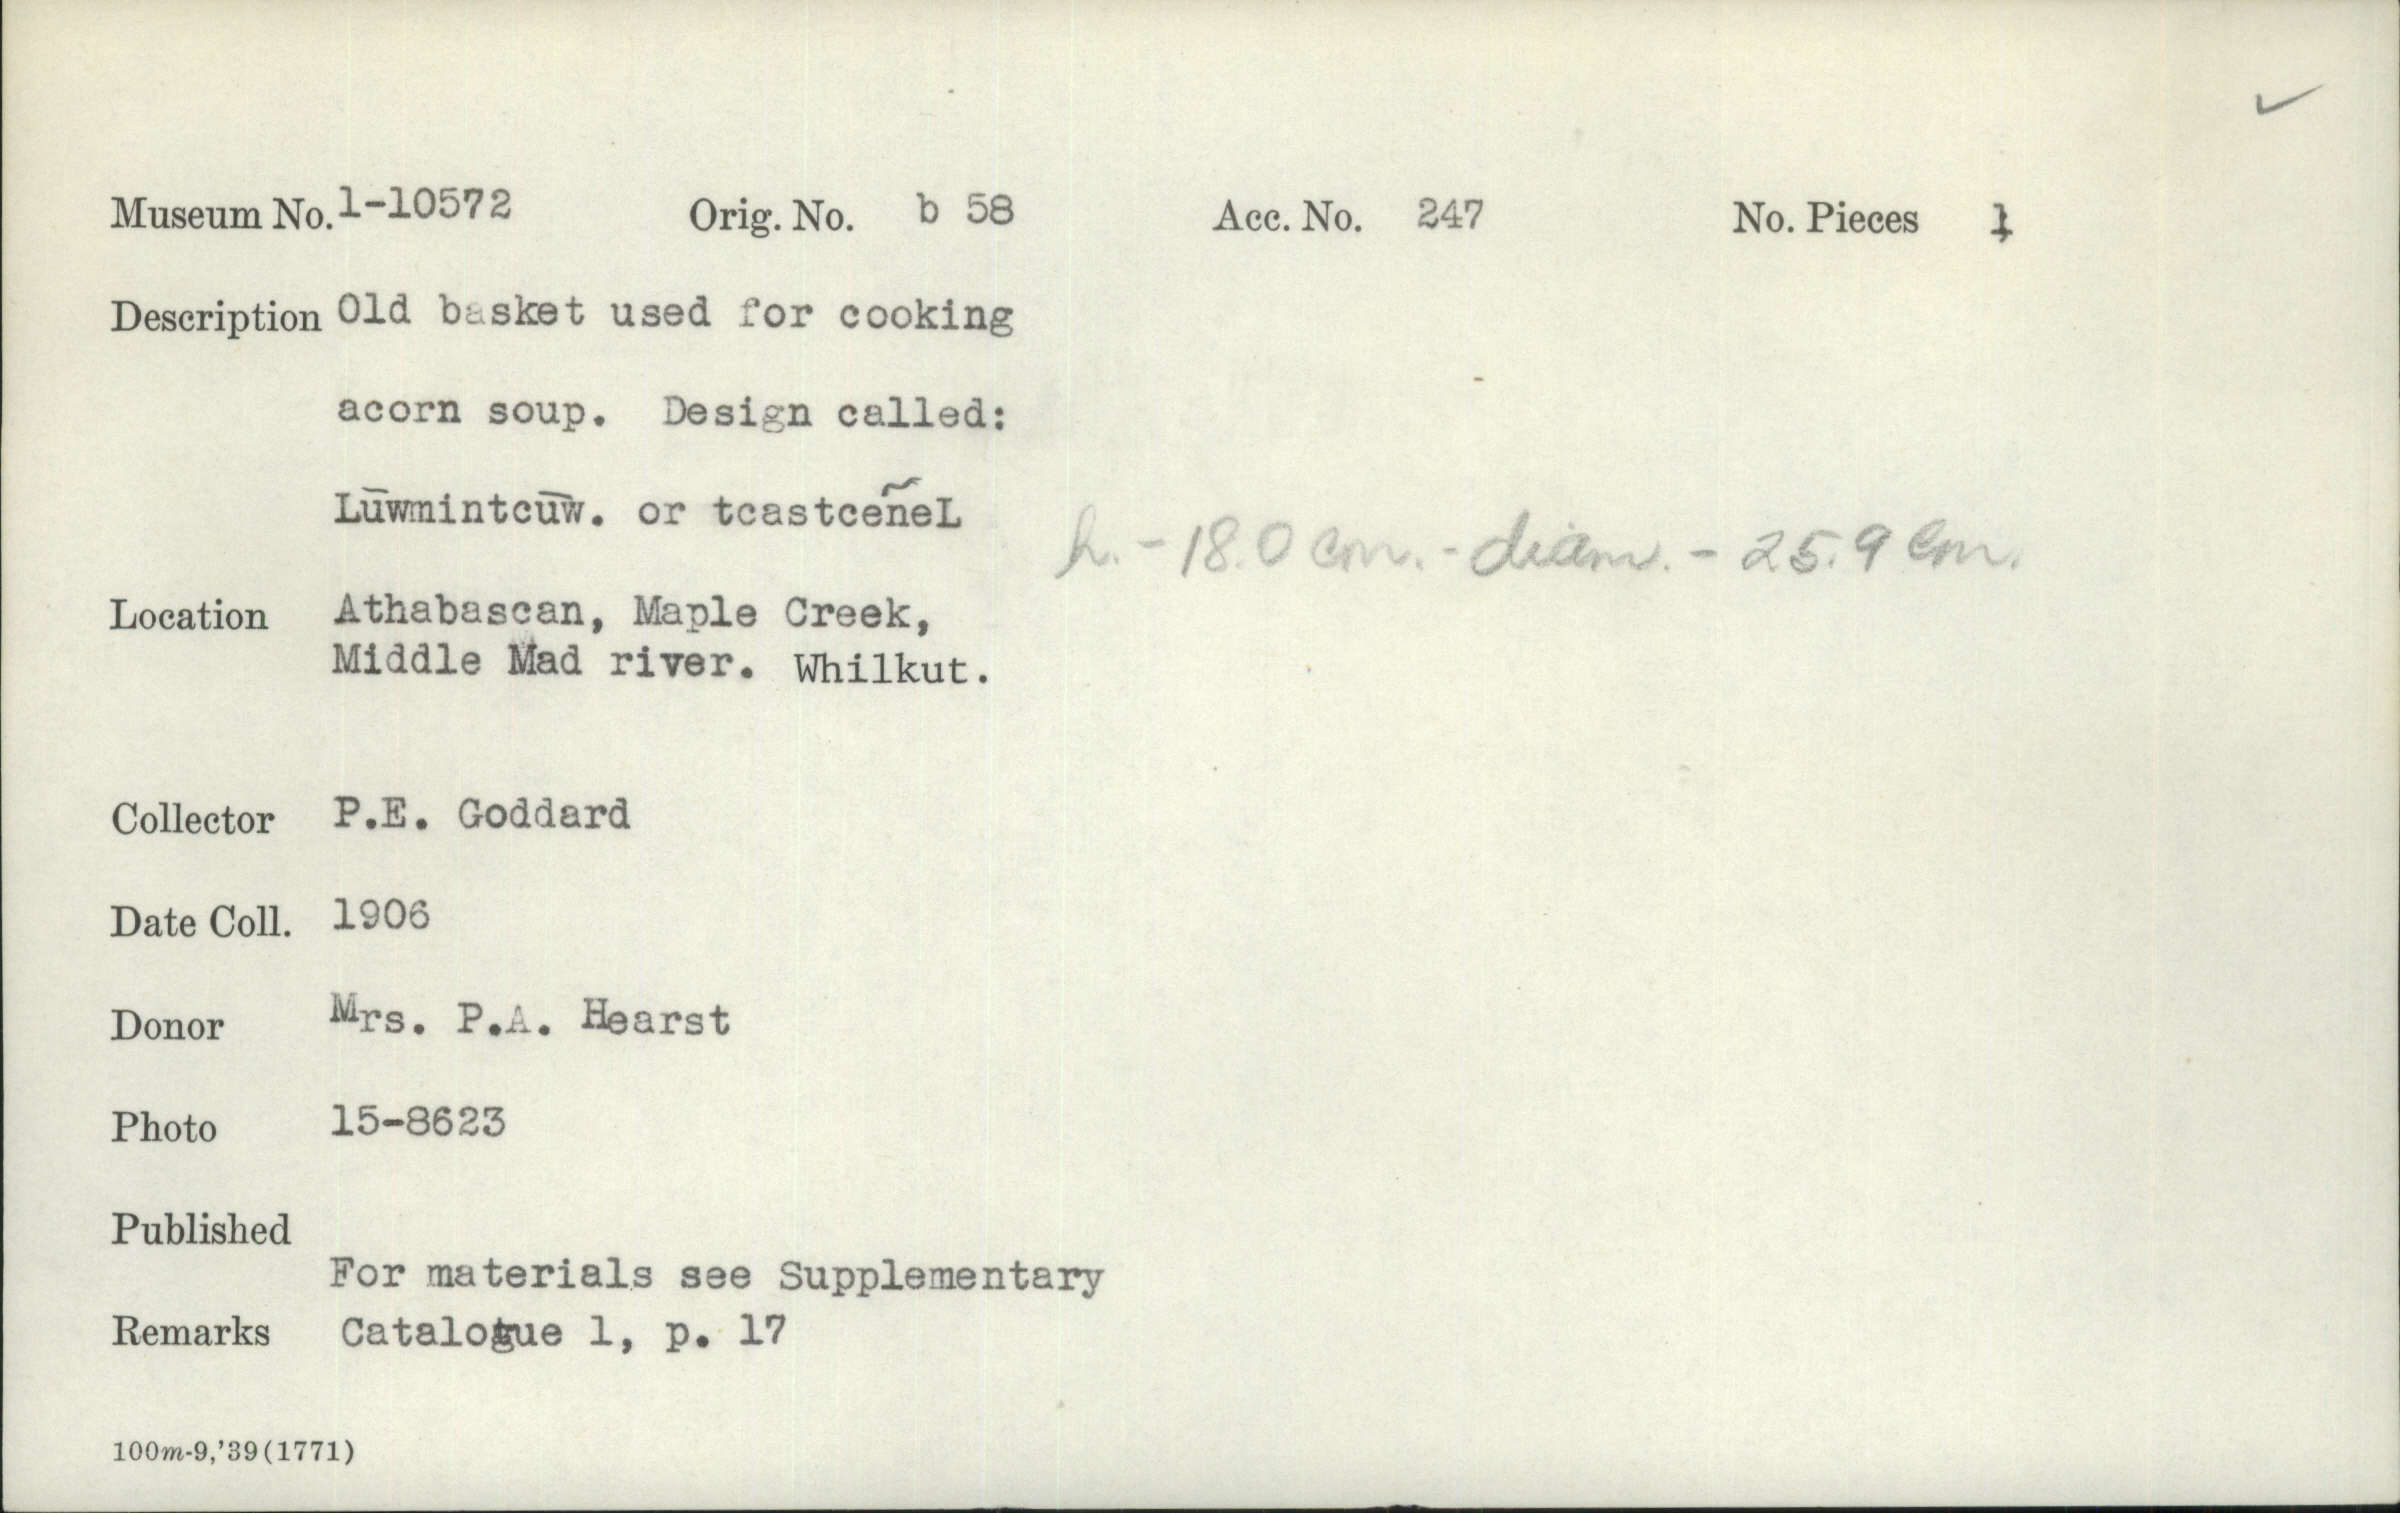 ✓
Museum No. 1-10572 Orig. No. b 58 Acc. No. 247 No. Pieces 1
Description Old basket used for cooking
acorn soup. Design called:
Lūwmintcūw. or tcastceñeL
h. - 18.0 cm. - diam. - 25.9 cm.
Location Athabascan, Maple Creek,
Middle Mad river. Whilkut.
Collector P.E. Goddard
Date Coll. 1906
Donor Mrs. P.A. Hearst
Photo 15-8623
Published
For materials see Supplementary
Remarks Catalogue 1, p. 17
100m-9,'39(1771)